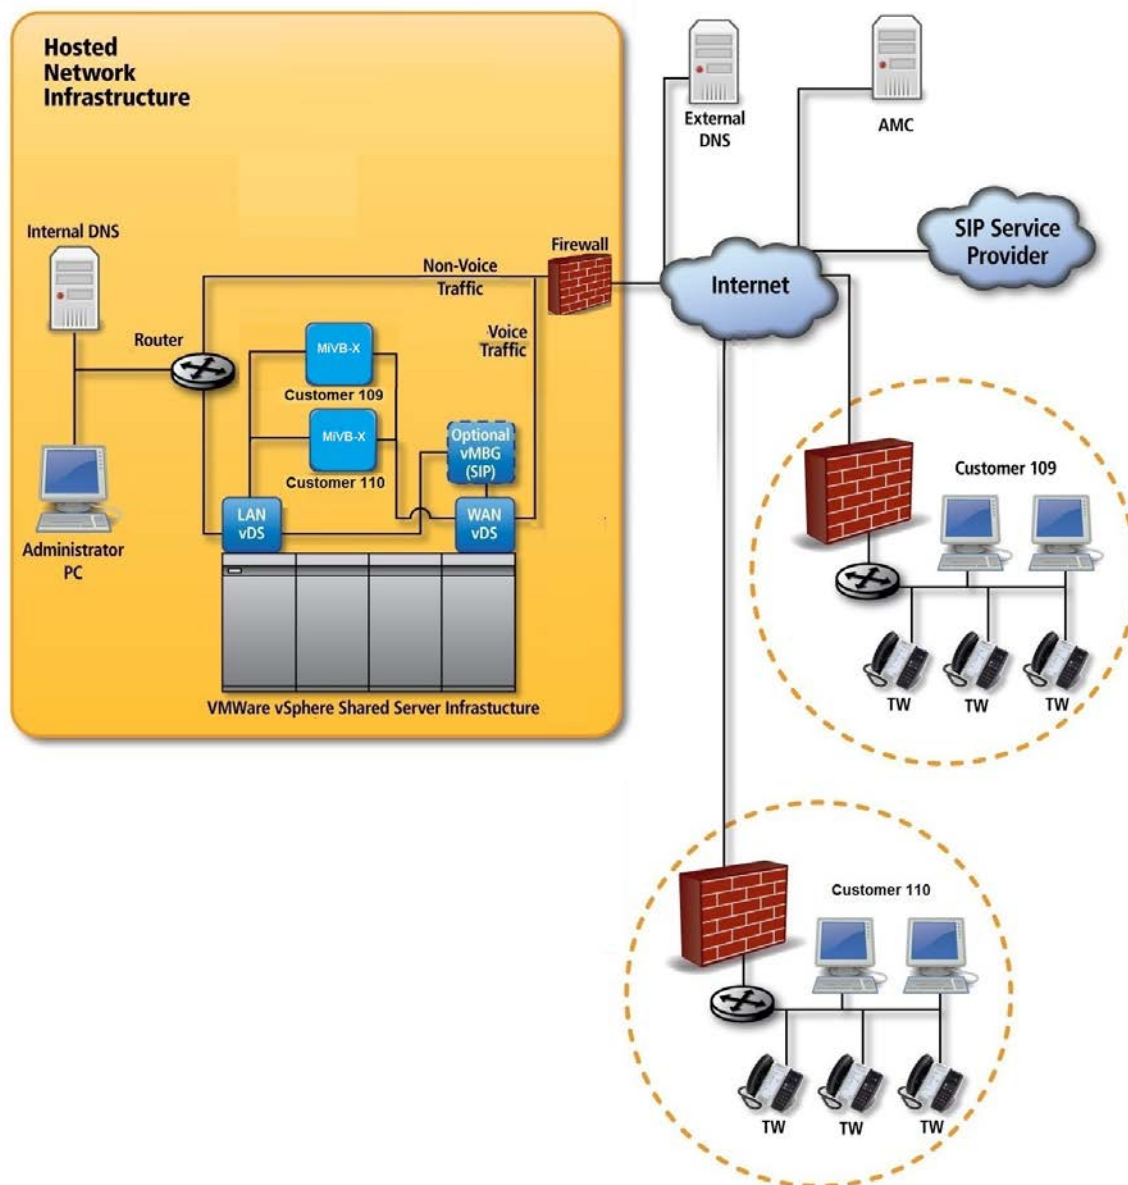 Hosted
Network
Infrastructure
External
DNS
AMC
Internal DNS
Firewall
SIP Service
Provider
Non-Voice
Traffic
Internet
Voice
Traffic
Router
MiVB-X
Customer 109
MiVB-X
Customer 110
Optional
vMBG
(SIP)
LAN
vDS
WAN
vDS
Administrator
PC
VMWare vSphere Shared Server Infrastucture
Customer 109
TW
TW
TW
Customer 110
TW
TW
TW